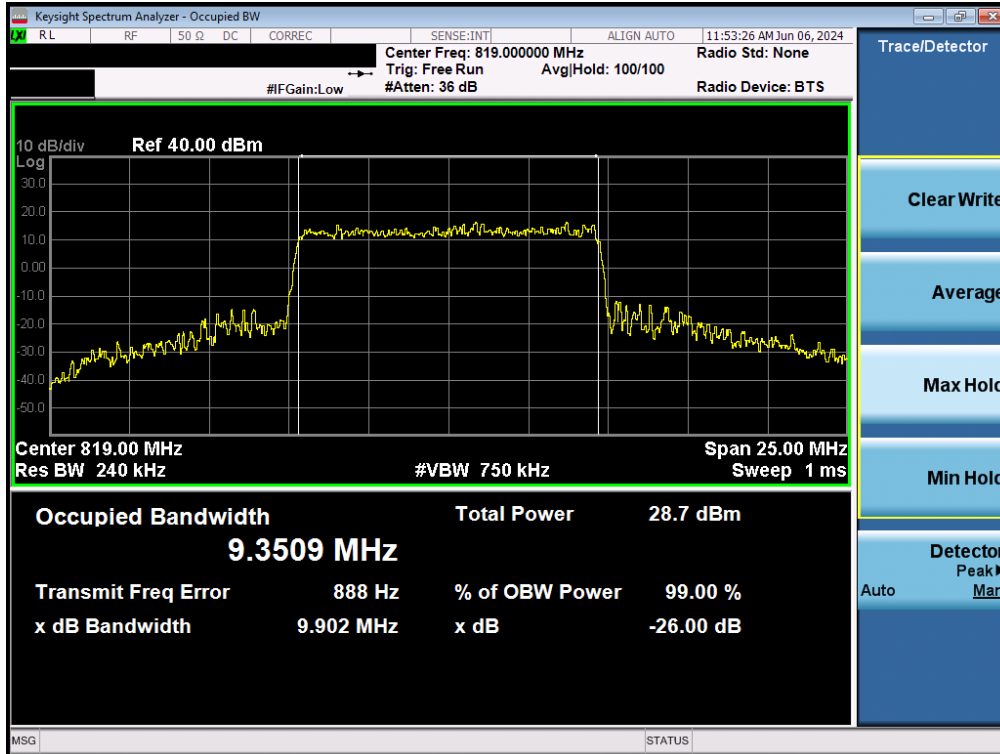 Keysight Spectrum Analyzer - Occupied BW
LXI RL RF 50 Ω DC CORREC SENSE:INT ALIGN AUTO 11:53:26 AM Jun 06, 2024
Center Freq: 819.000000 MHz Radio Std: None
Trig: Free Run Avg|Hold: 100/100
#IFGain:Low #Atten: 36 dB Radio Device: BTS
Trace/Detector
10 dB/div Ref 40.00 dBm
Log
30.0
20.0
10.0
0.00
-10.0
-20.0
-30.0
-40.0
-50.0
Center 819.00 MHz Span 25.00 MHz
Res BW 240 kHz #VBW 750 kHz Sweep 1 ms
Occupied Bandwidth Total Power 28.7 dBm
9.3509 MHz
Transmit Freq Error 888 Hz % of OBW Power 99.00 %
x dB Bandwidth 9.902 MHz x dB -26.00 dB
Clear Write
Average
Max Hold
Min Hold
Detector
Peak
Auto Man
MSG STATUS